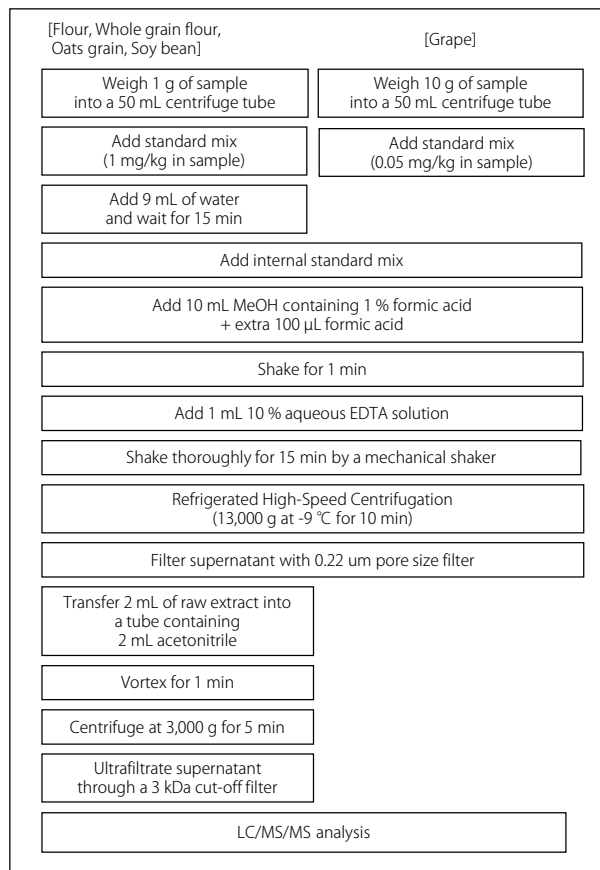 [Flour, Whole grain flour,
Oats grain, Soy bean]
[Grape]
Weigh 1 g of sample
into a 50 mL centrifuge tube
Weigh 10 g of sample
into a 50 mL centrifuge tube
Add standard mix
(1 mg/kg in sample)
Add standard mix
(0.05 mg/kg in sample)
Add 9 mL of water
and wait for 15 min
Add internal standard mix
Add 10 mL MeOH containing 1 % formic acid
+ extra 100 μL formic acid
Shake for 1 min
Add 1 mL 10 % aqueous EDTA solution
Shake thoroughly for 15 min by a mechanical shaker
Refrigerated High-Speed Centrifugation
(13,000 g at -9 ℃ for 10 min)
Filter supernatant with 0.22 um pore size filter
Transfer 2 mL of raw extract into
a tube containing
2 mL acetonitrile
Vortex for 1 min
Centrifuge at 3,000 g for 5 min
Ultrafiltrate supernatant
through a 3 kDa cut-off filter
LC/MS/MS analysis